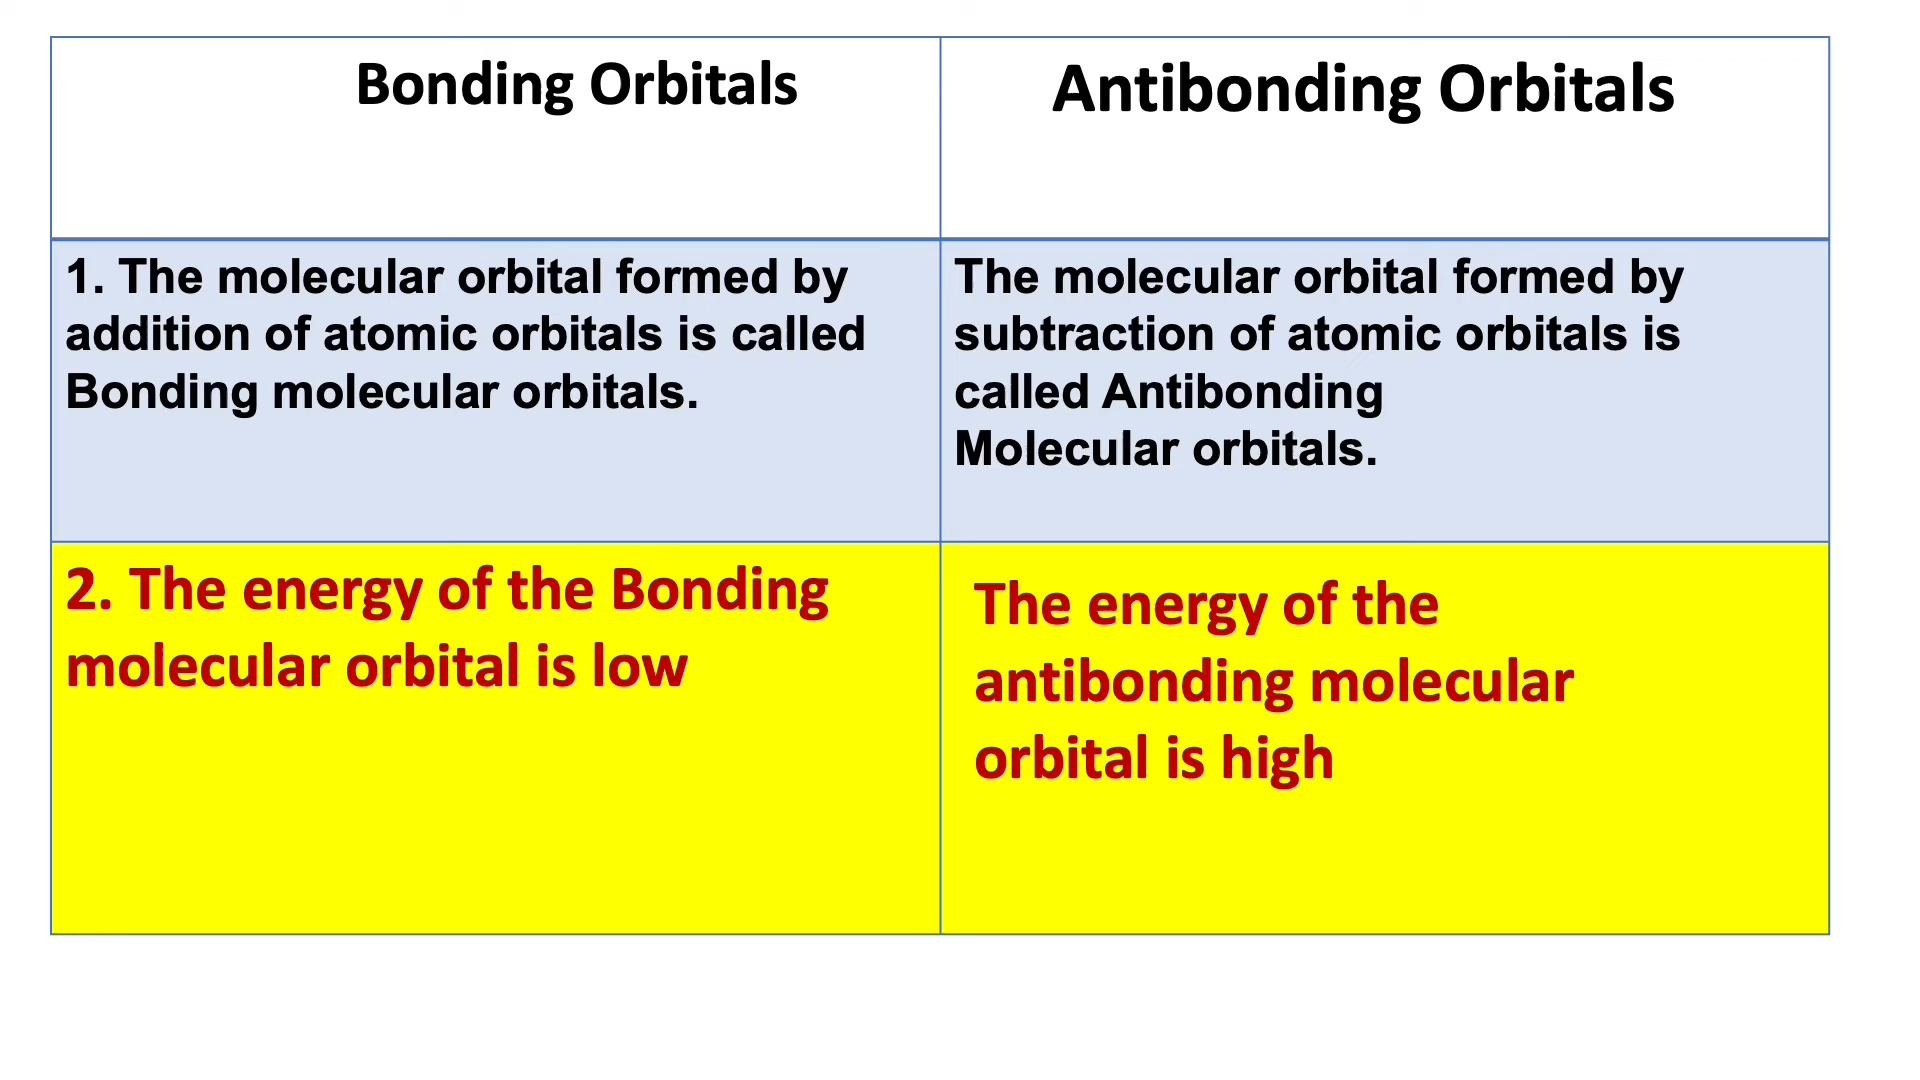 Bonding Orbitals
Antibonding Orbitals
1. The molecular orbital formed by
addition of atomic orbitals is called
Bonding molecular orbitals.
The molecular orbital formed by
subtraction of atomic orbitals is
called Antibonding
Molecular orbitals.
2. The energy of the Bonding
molecular orbital is low
The energy of the
antibonding molecular
orbital is high